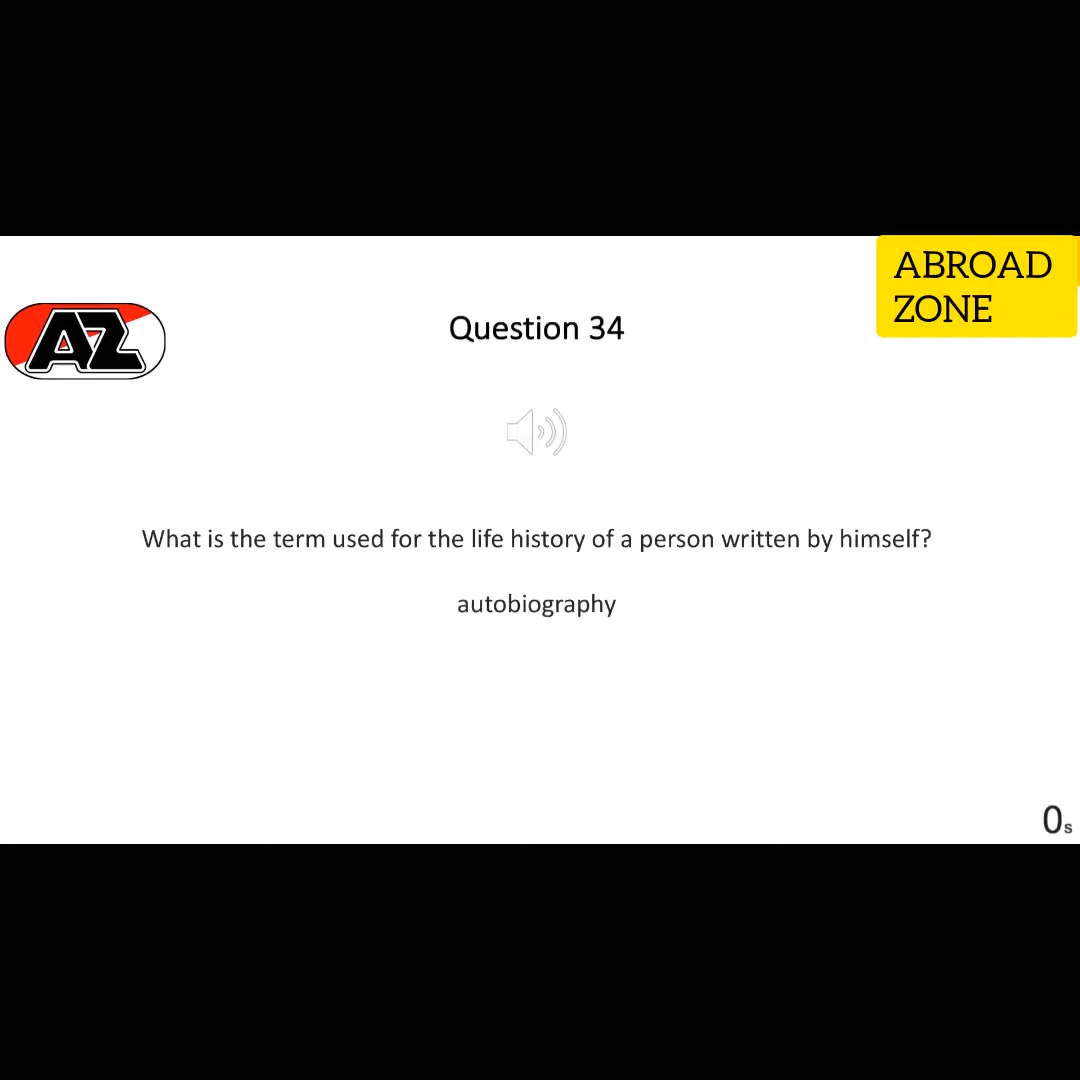 ABROAD
ZONE
AZ
Question 34
What is the term used for the life history of a person written by himself?
autobiography
0s